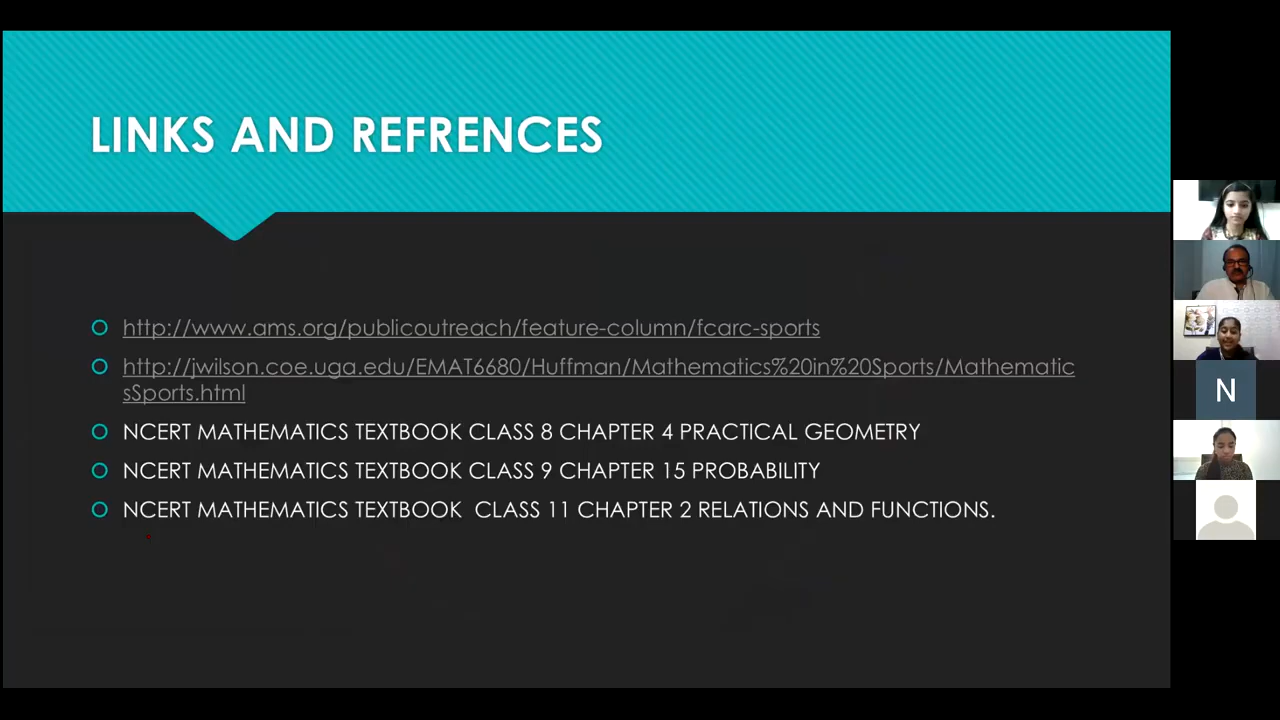 LINKS AND REFRENCES
http://www.ams.org/publicoutreach/feature-column/fcarc-sports
http://jwilson.coe.uga.edu/EMAT6680/Huffman/Mathematics%20in%20Sports/Mathematic
sSports.html
NCERT MATHEMATICS TEXTBOOK CLASS 8 CHAPTER 4 PRACTICAL GEOMETRY
NCERT MATHEMATICS TEXTBOOK CLASS 9 CHAPTER 15 PROBABILITY
NCERT MATHEMATICS TEXTBOOK  CLASS 11 CHAPTER 2 RELATIONS AND FUNCTIONS.
N